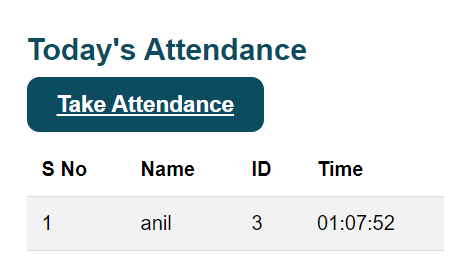 Today's Attendance
Take Attendance
S No Name ID Time
1 anil 3 01:07:52